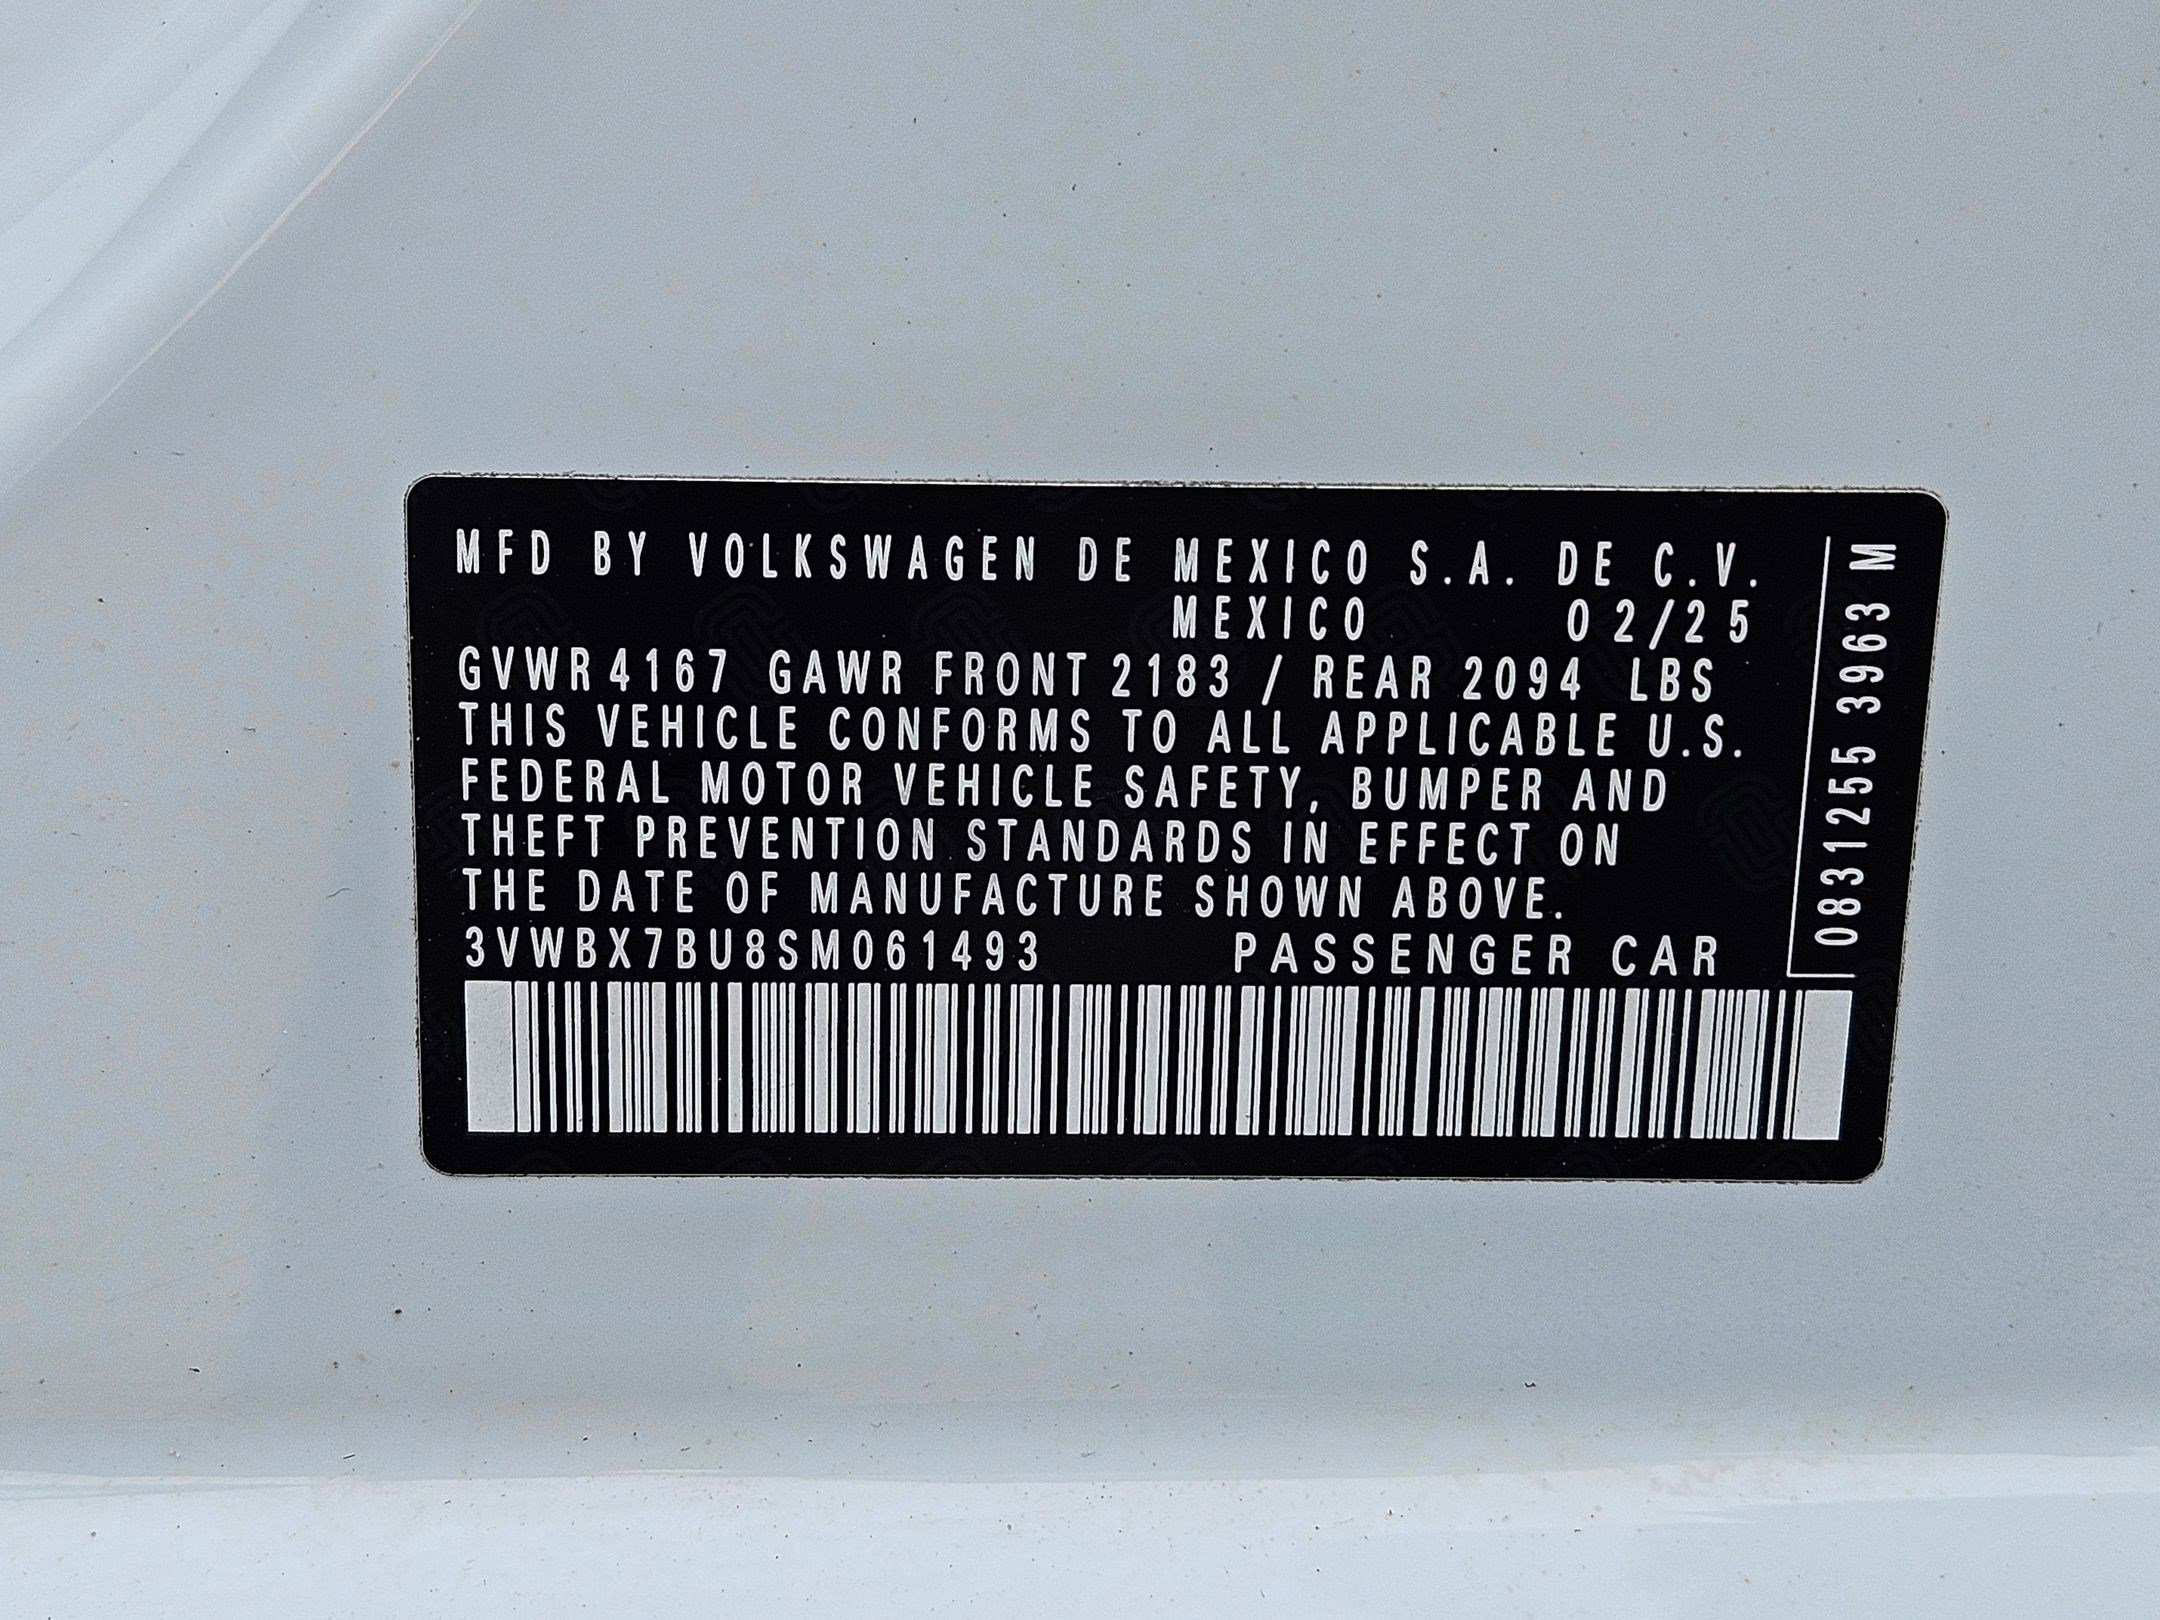 MFD BY VOLKSWAGEN DE MEXICO S.A. DE C.V.
MEXICO 02/25
GVWR 4167 GAWR FRONT 2183 / REAR 2094 LBS
THIS VEHICLE CONFORMS TO ALL APPLICABLE U.S.
FEDERAL MOTOR VEHICLE SAFETY, BUMPER AND
THEFT PREVENTION STANDARDS IN EFFECT ON
THE DATE OF MANUFACTURE SHOWN ABOVE.
3VWBX7BU8SM061493 PASSENGER CAR
0831255 3963 M